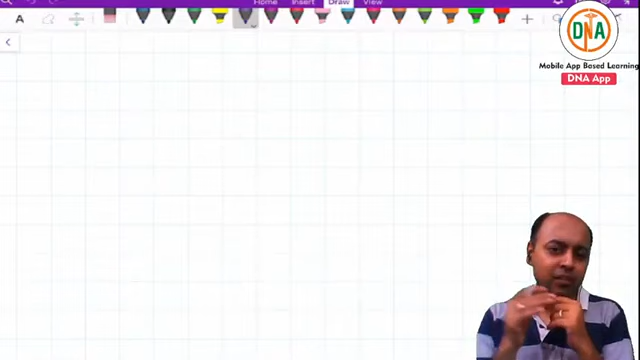 Home Insert Draw View
A
DNA
Mobile App Based Learning
DNA App